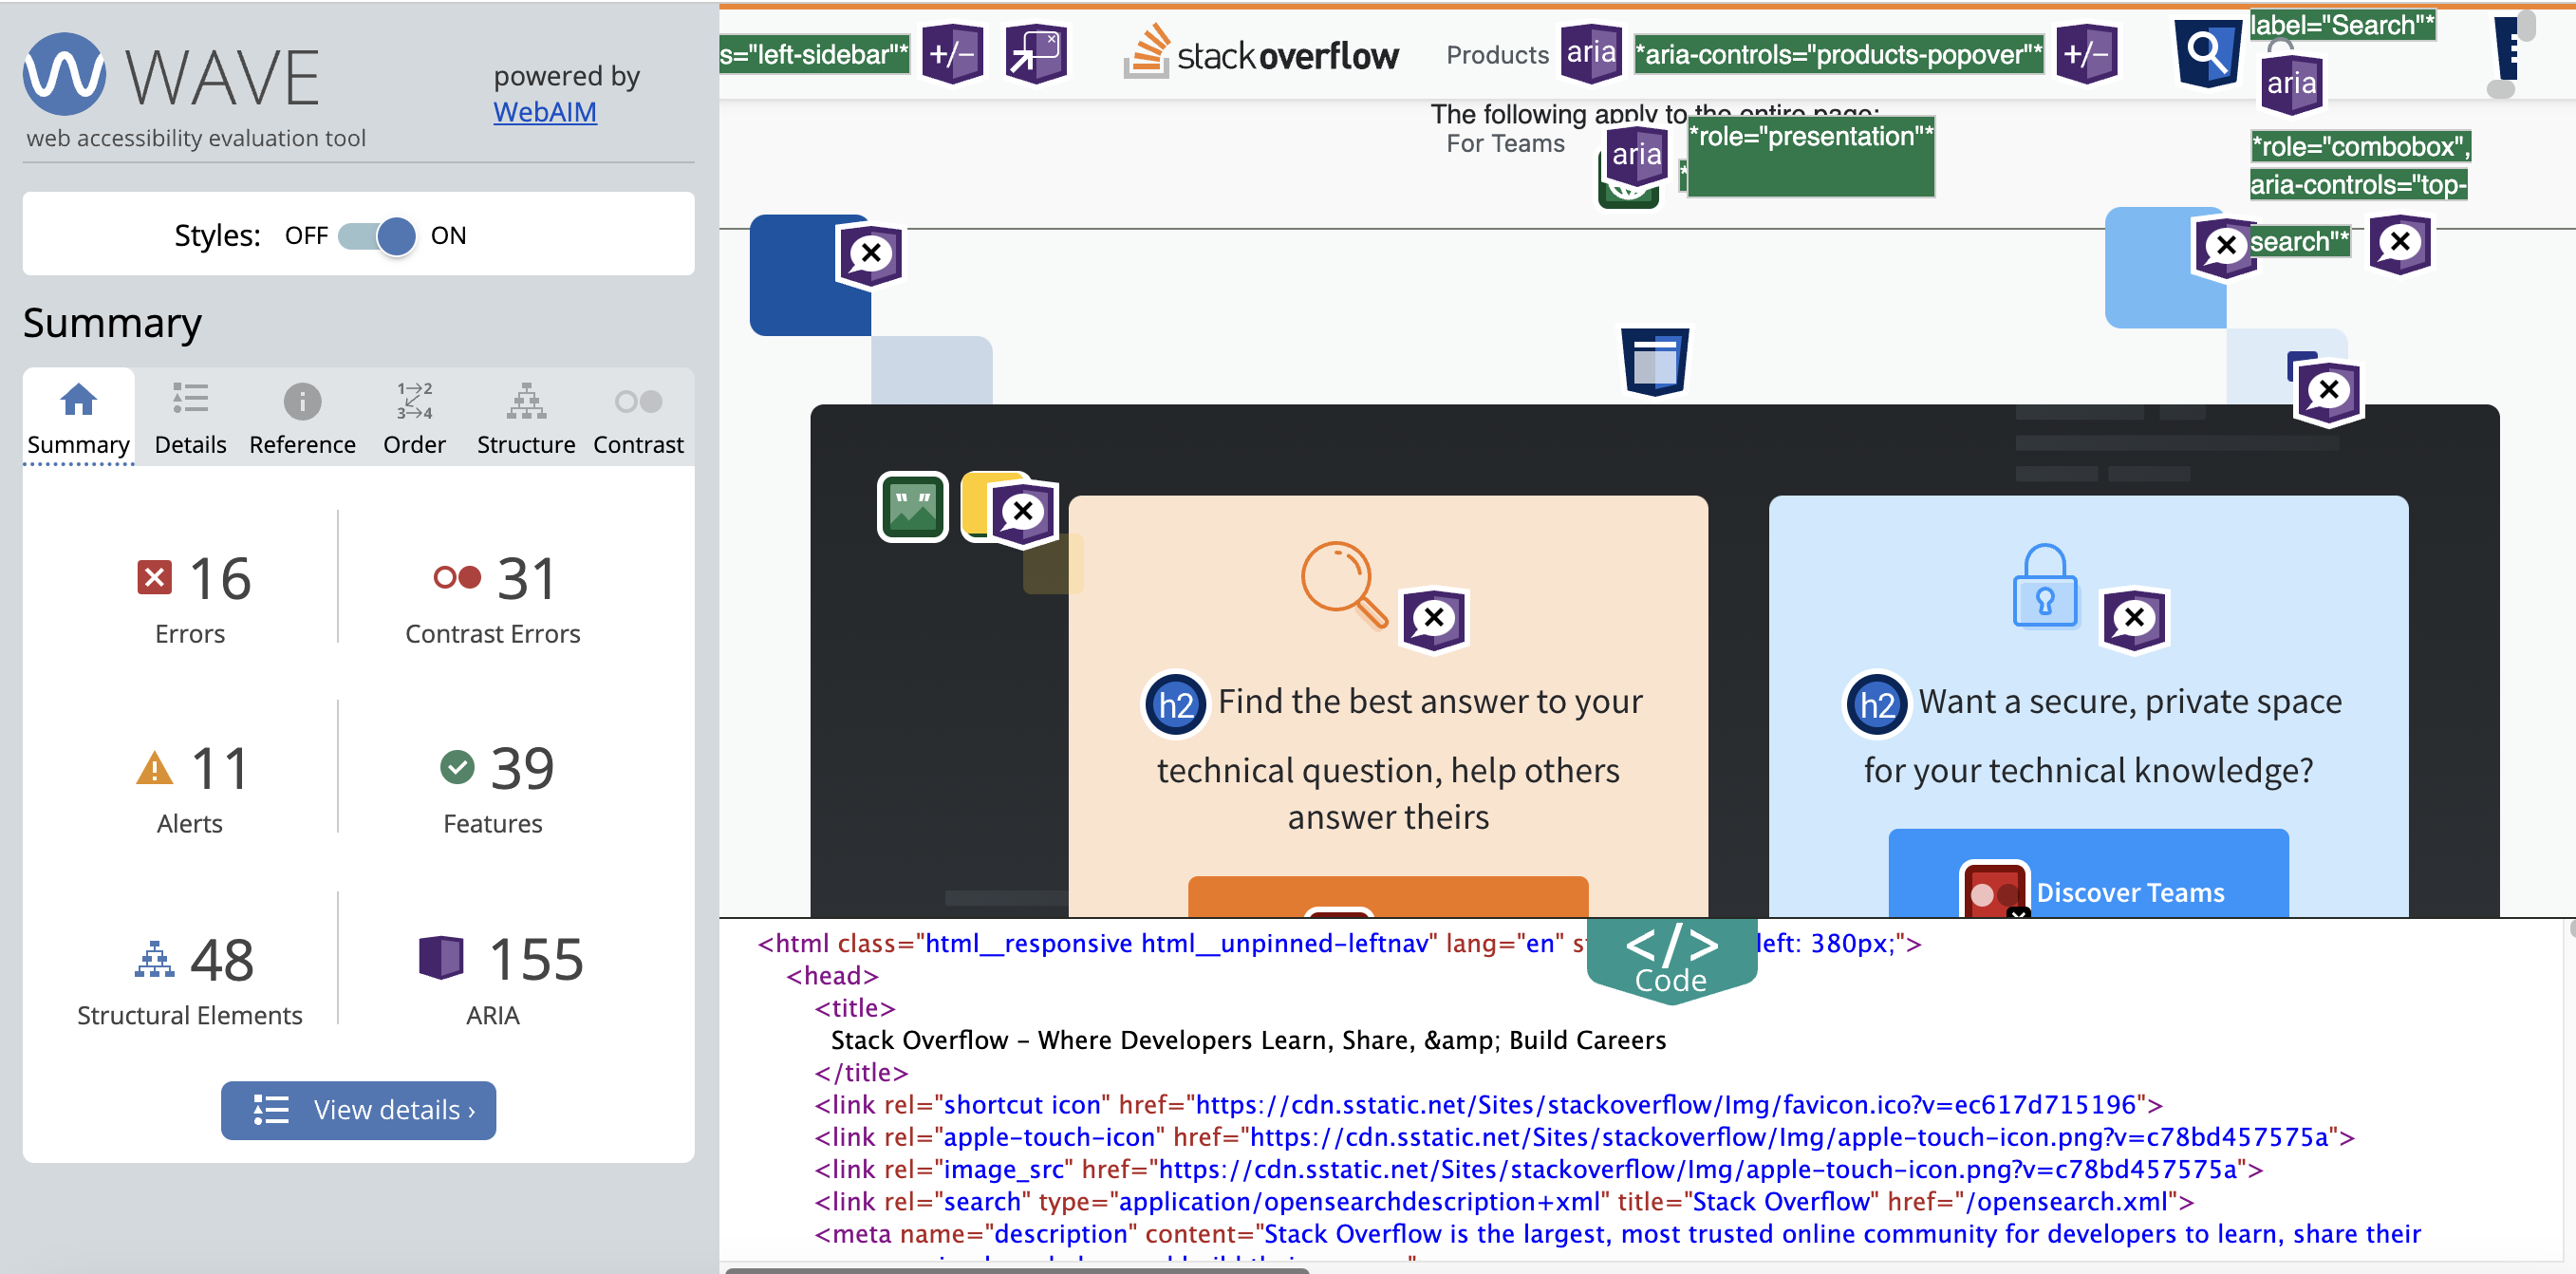 WAVE
powered by
WebAIM
web accessibility evaluation tool
Styles: OFF ON
Summary
Summary Details Reference Order Structure Contrast
16
Errors
31
Contrast Errors
11
Alerts
39
Features
48
Structural Elements
155
ARIA
View details ›
s="left-sidebar"* +/−
stackoverflow
Products aria *aria-controls="products-popover"* +/−
label="Search"*
aria
The following apply to the entire page:
For Teams aria *role="presentation"*
*role="combobox",
aria-controls="top-
search"*
h2 Find the best answer to your
technical question, help others
answer theirs
h2 Want a secure, private space
for your technical knowledge?
Discover Teams
</>
Code
<html class="html__responsive html__unpinned-leftnav" lang="en" s left: 380px;">
<head>
<title>
Stack Overflow - Where Developers Learn, Share, &amp; Build Careers
</title>
<link rel="shortcut icon" href="https://cdn.sstatic.net/Sites/stackoverflow/Img/favicon.ico?v=ec617d715196">
<link rel="apple-touch-icon" href="https://cdn.sstatic.net/Sites/stackoverflow/Img/apple-touch-icon.png?v=c78bd457575a">
<link rel="image_src" href="https://cdn.sstatic.net/Sites/stackoverflow/Img/apple-touch-icon.png?v=c78bd457575a">
<link rel="search" type="application/opensearchdescription+xml" title="Stack Overflow" href="/opensearch.xml">
<meta name="description" content="Stack Overflow is the largest, most trusted online community for developers to learn, share their